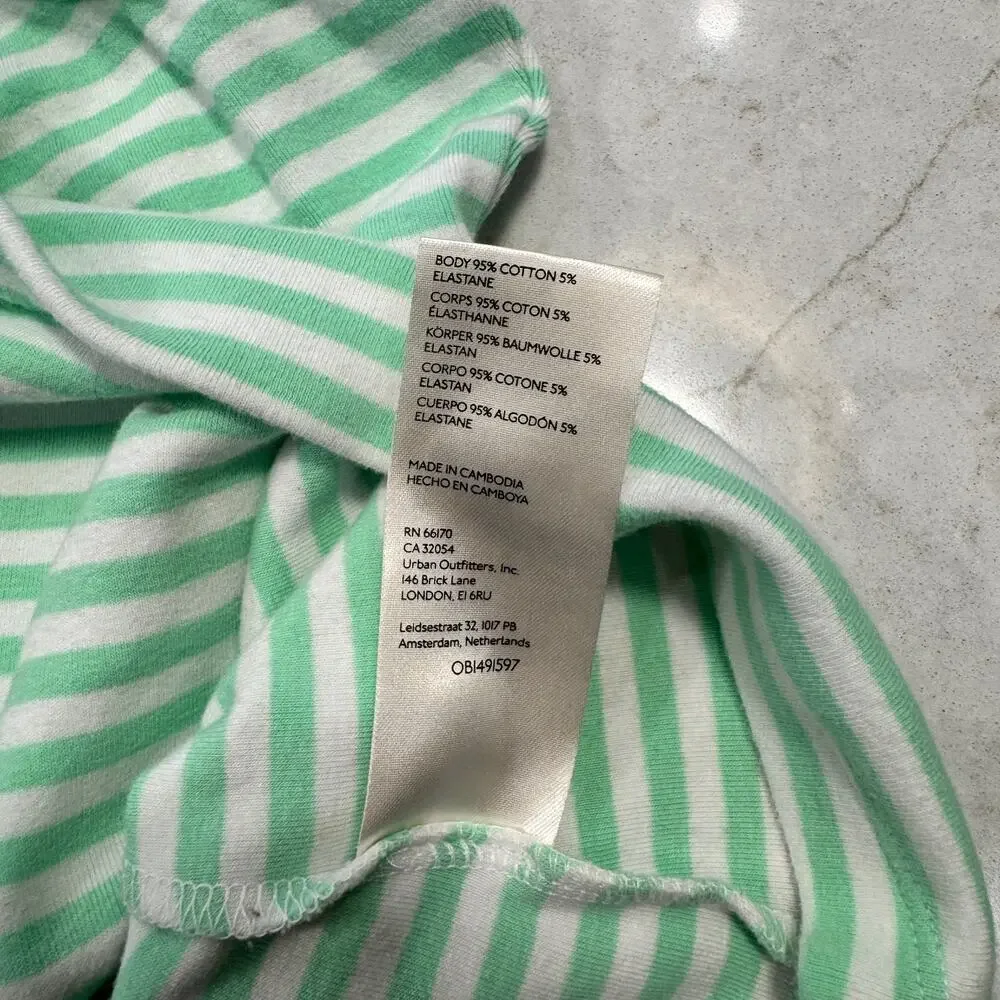 BODY 95% COTTON 5%
ELASTANE
CORPS 95% COTON 5%
ÉLASTHANNE
KÖRPER 95% BAUMWOLLE 5%
ELASTAN
CORPO 95% COTONE 5%
ELASTAN
CUERPO 95% ALGODÓN 5%
ELASTANE
MADE IN CAMBODIA
HECHO EN CAMBOYA
RN 66170
CA 32054
Urban Outfitters, Inc.
146 Brick Lane
LONDON, E1 6RU
Leidsestraat 32, 1017 PB
Amsterdam, Netherlands
OB1491597